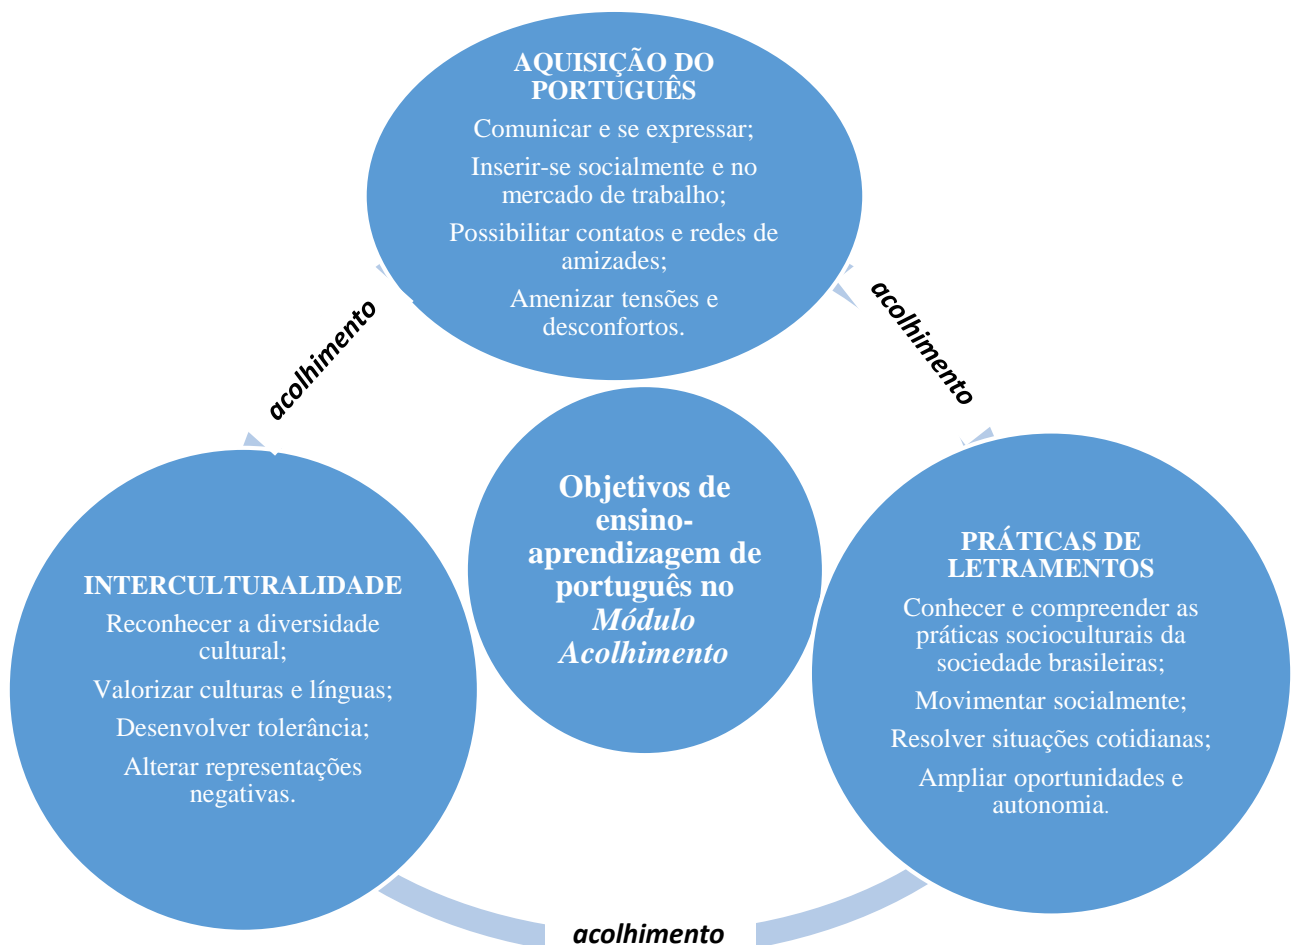 AQUISIÇÃO DO
PORTUGUÊS
Comunicar e se expressar;
Inserir-se socialmente e no
mercado de trabalho;
Possibilitar contatos e redes de
amizades;
Amenizar tensões e
desconfortos.
acolhimento
acolhimento
Objetivos de
ensino-
aprendizagem de
português no
Módulo
Acolhimento
INTERCULTURALIDADE
Reconhecer a diversidade
cultural;
Valorizar culturas e línguas;
Desenvolver tolerância;
Alterar representações
negativas.
PRÁTICAS DE
LETRAMENTOS
Conhecer e compreender as
práticas socioculturais da
sociedade brasileiras;
Movimentar socialmente;
Resolver situações cotidianas;
Ampliar oportunidades e
autonomia.
acolhimento